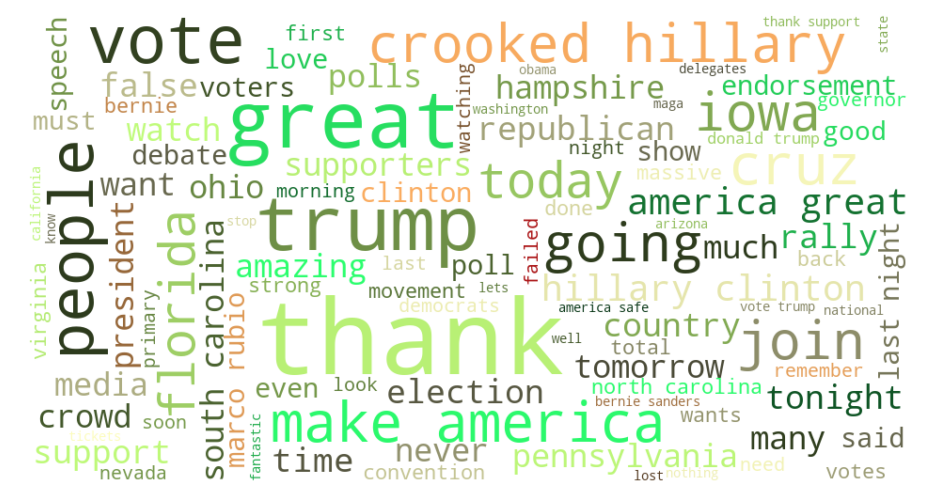 thank support
state
speech
vote
first
crooked hillary
love
polls
obama
delegates
false
voters
hampshire
endorsement
bernie
great
watching
washington
maga
iowa
governor
must
watch
republican
donald trump
good
debate
supporters
night
show
people
want
ohio
morning
clinton
today
massive
cruz
california
know
president
florida
south carolina
stop
trump
done
america great
arizona
failed
going
much
rally
amazing
last
poll
back
last night
virginia
primary
strong
movement
lets
hillary clinton
democrats
america safe
vote trump
national
marco rubio
thank
well
country
join
total
tomorrow
remember
media
even
look
election
north carolina
bernie sanders
tonight
crowd
soon
fantastic
make america
wants
tickets
never
many
said
support
time
pennsylvania
nevada
convention
lost
nothing
need
votes